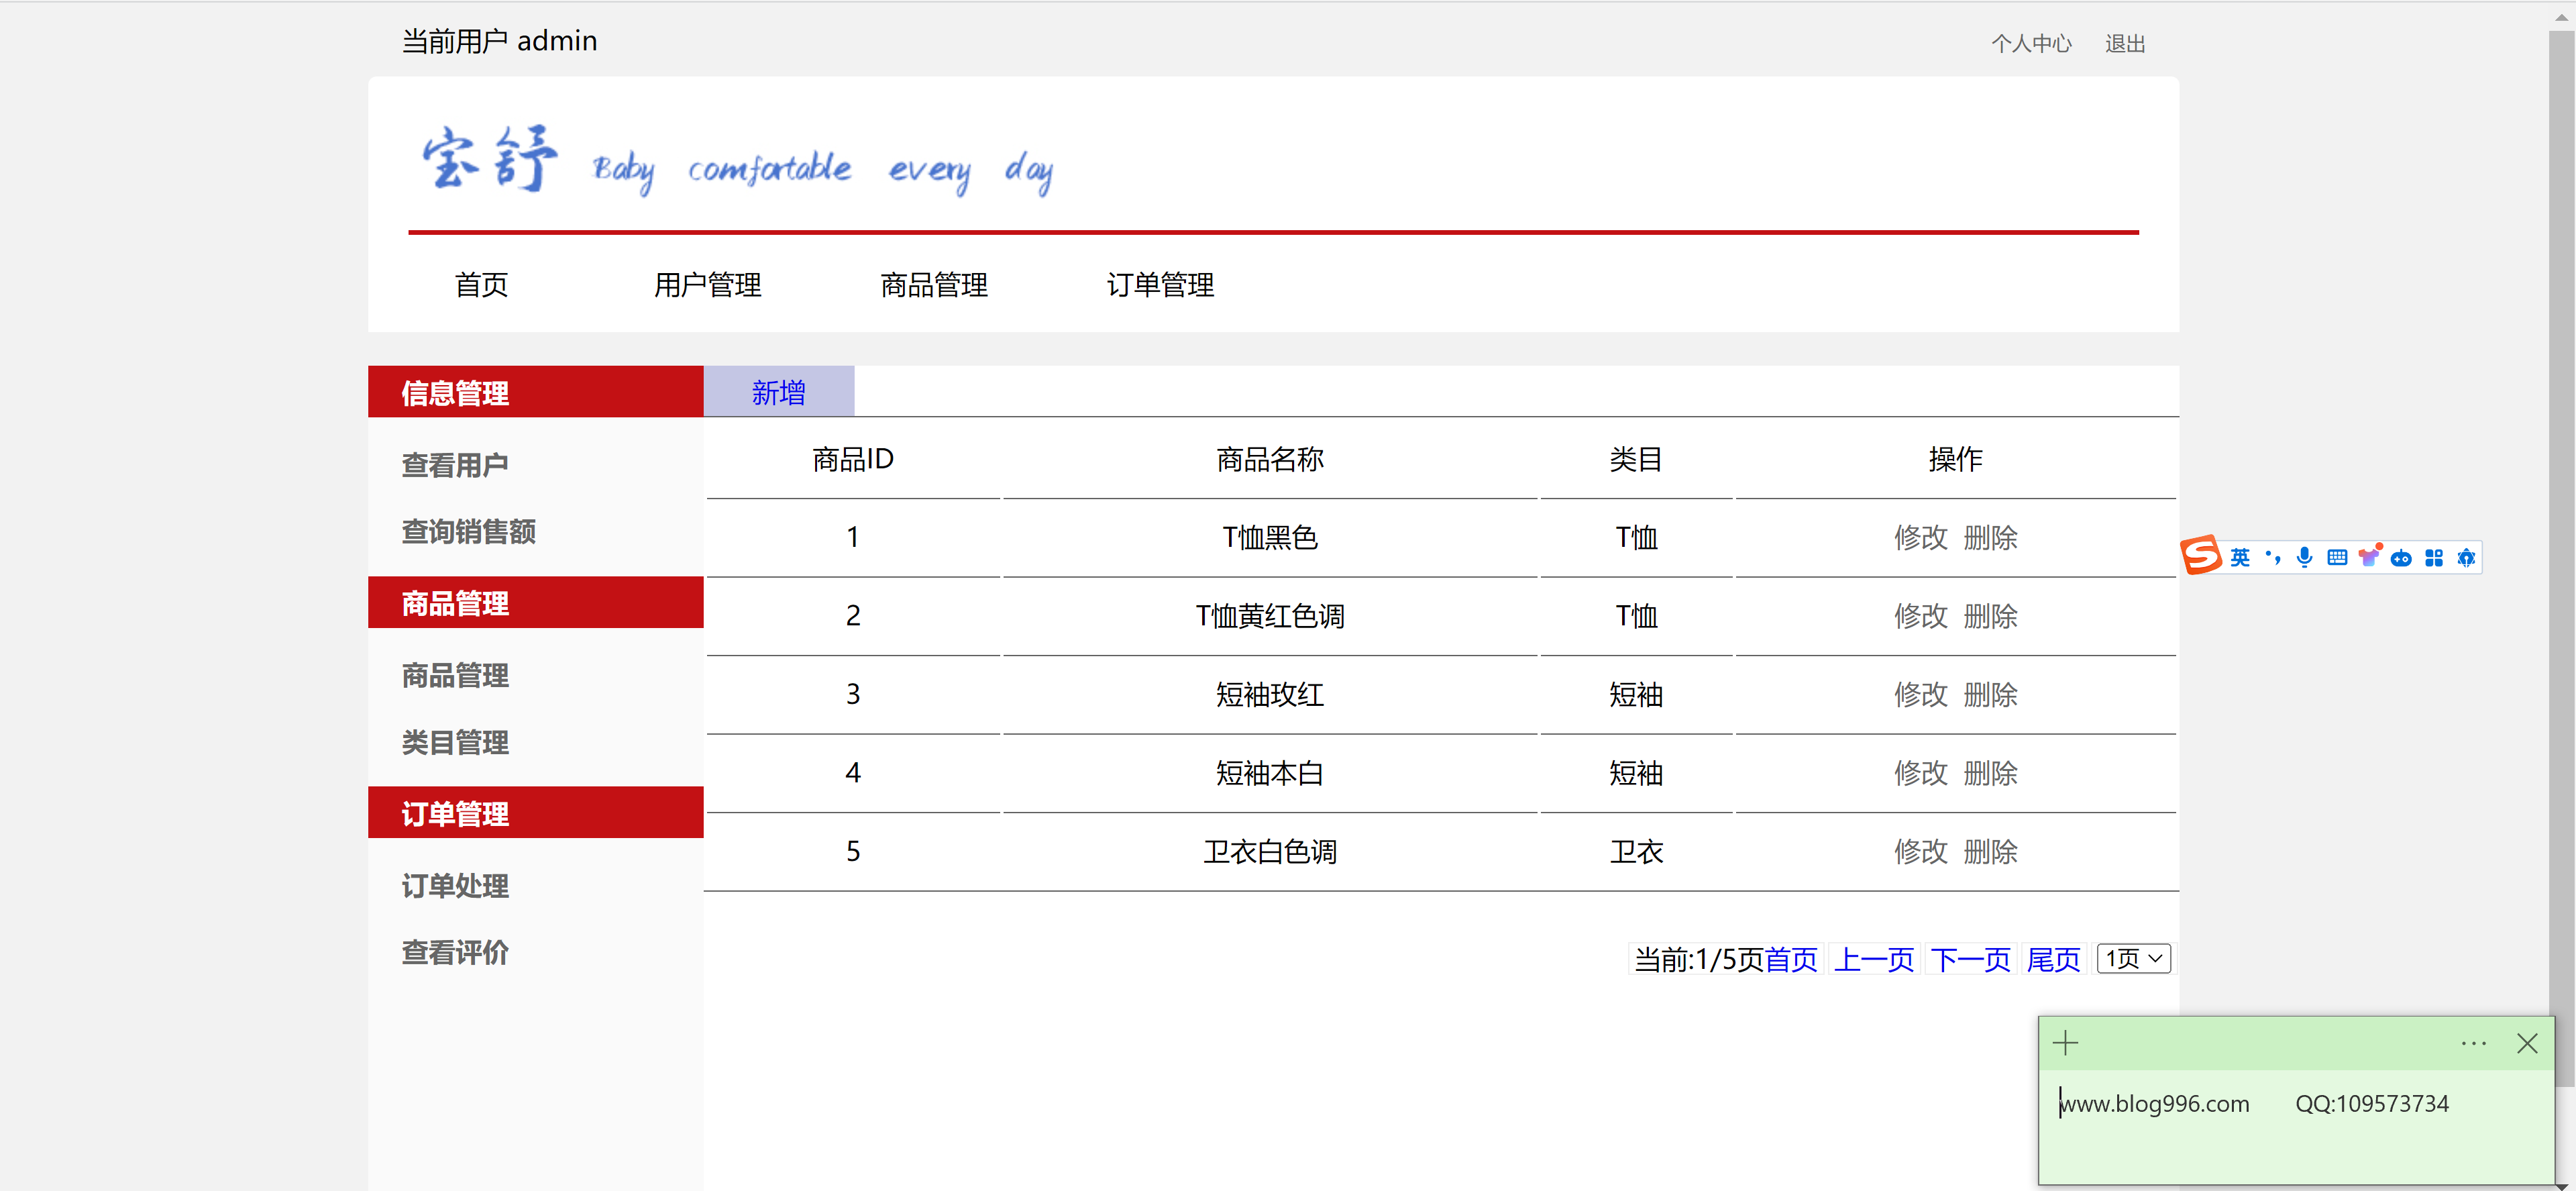 当前用户 admin
个人中心 退出
宝舒 Baby comfortable every day
首页 用户管理 商品管理 订单管理
信息管理
查看用户
查询销售额
商品管理
商品管理
类目管理
订单管理
订单处理
查看评价
新增
商品ID 商品名称 类目 操作
1 T恤黑色 T恤 修改 删除
2 T恤黄红色调 T恤 修改 删除
3 短袖玫红 短袖 修改 删除
4 短袖本白 短袖 修改 删除
5 卫衣白色调 卫衣 修改 删除
当前:1/5页首页 上一页 下一页 尾页 1页
英
www.blog996.com QQ:109573734